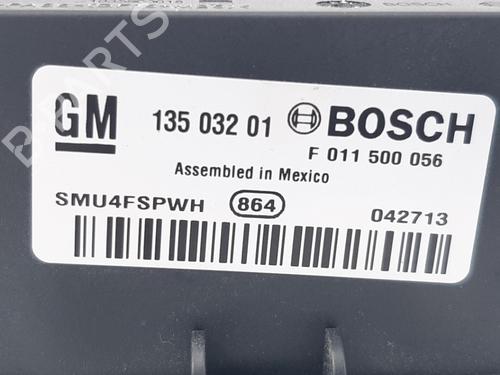 GM 135 032 01 BOSCH
F 011 500 056
Assembled in Mexico
SMU4FSPWH 864 042713
B-PARTS